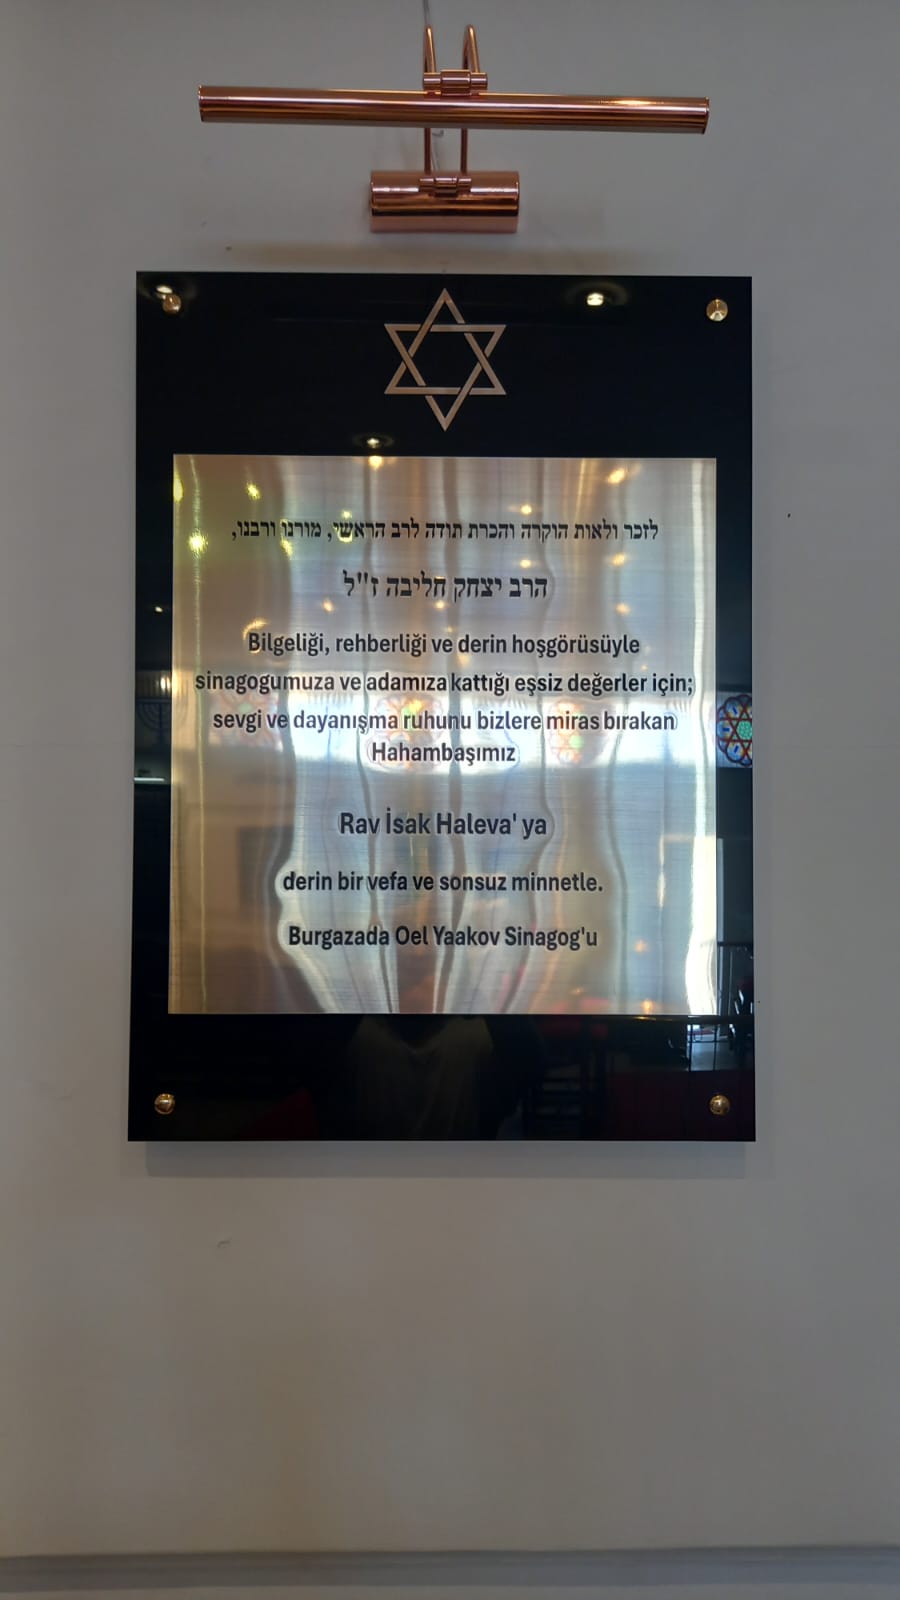 לזכר ולאות הוקרה והכרת תודה לרב הראשי, מורנו ורבנו,
הרב יצחק חליבה ז"ל
Bilgeliği, rehberliği ve derin hoşgörüsüyle
sinagogumuza ve adamıza kattığı eşsiz değerler için;
sevgi ve dayanışma ruhunu bizlere miras bırakan
Hahambaşımız
Rav İsak Haleva' ya
derin bir vefa ve sonsuz minnetle.
Burgazada Oel Yaakov Sinagog'u